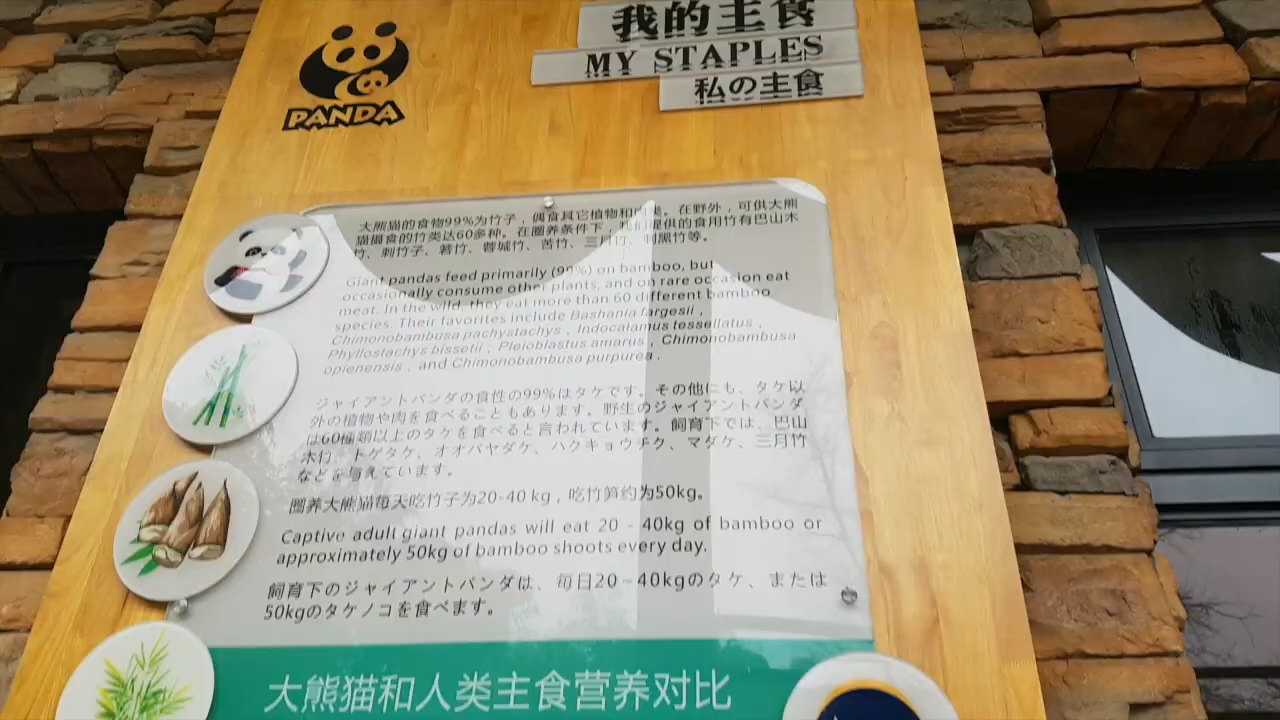 PANDA
我的主食
MY STAPLES
私の主食
大熊猫的食物99%为竹子，偶食其它植物和肉类。在野外，可供大熊
猫摄食的竹类达60多种。在圈养条件下，我们提供的食用竹有巴山木
竹、刺竹子、箬竹、蓉城竹、苦竹、三月竹、刺黑竹等。
Giant pandas feed primarily (99%) on bamboo, but
occasionally consume other plants, and on rare occasion eat
meat. In the wild, they eat more than 60 different bamboo
species. Their favorites include Bashania fargesii ,
Chimonobambusa pachystachys , Indocalamus tessellatus ,
Phyllostachys bissetii , Pleioblastus amarus , Chimonobambusa
opienensis , and Chimonobambusa purpurea .
ジャイアントパンダの食性の99%はタケです。その他にも、タケ以
外の植物や肉を食べることもあります。野生のジャイアントパンダ
は60種類以上のタケを食べると言われています。飼育下では、巴山
木竹、トゲタケ、オオバヤダケ、ハクキョウチク、マダケ、三月竹
などを与えています。
圈养大熊猫每天吃竹子为20-40 kg，吃竹笋约为50kg。
Captive adult giant pandas will eat 20 - 40kg of bamboo or
approximately 50kg of bamboo shoots every day.
飼育下のジャイアントパンダは、毎日20~40kgのタケ、または
50kgのタケノコを食べます。
大熊猫和人类主食营养对比